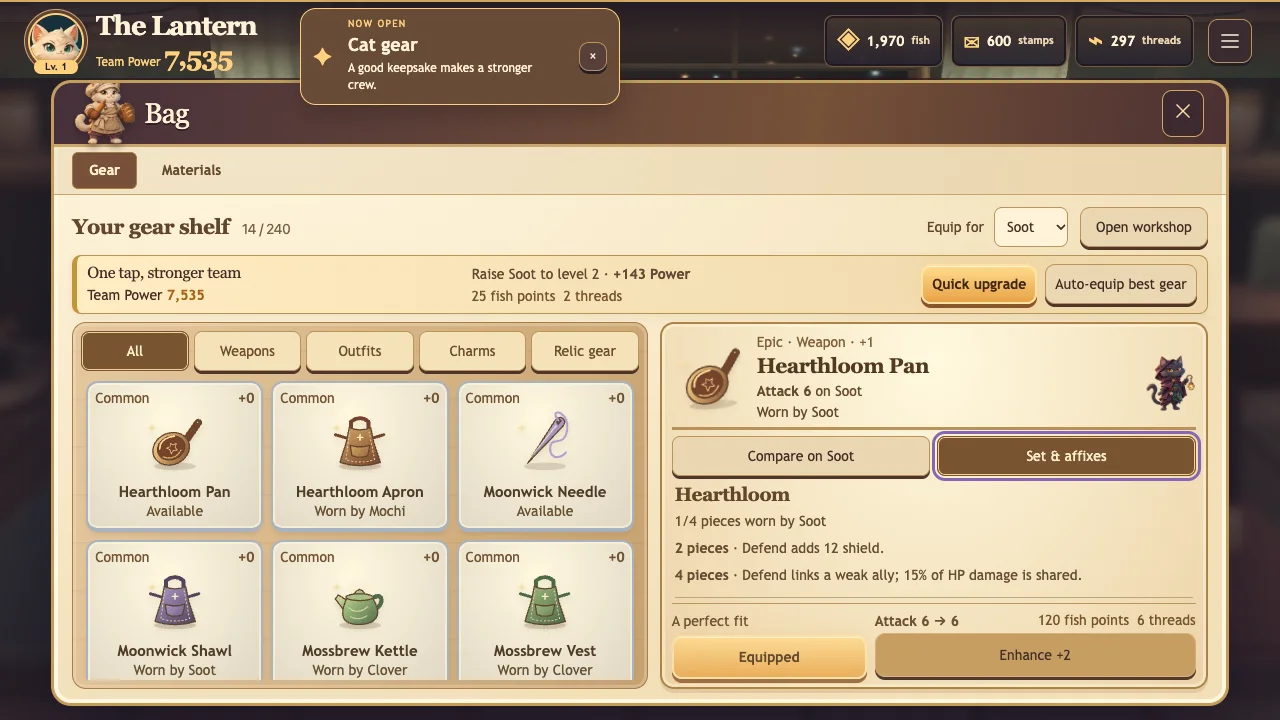 The Lantern
Lv. 1
Team Power 7,535
NOW OPEN
Cat gear
A good keepsake makes a stronger
crew.
×
1,970 fish
600 stamps
297 threads
Bag
Gear
Materials
Your gear shelf 14 / 240
Equip for
Soot
Open workshop
One tap, stronger team
Team Power 7,535
Raise Soot to level 2 · +143 Power
25 fish points 2 threads
Quick upgrade
Auto-equip best gear
All
Weapons
Outfits
Charms
Relic gear
Common +0
Hearthloom Pan
Available
Common +0
Hearthloom Apron
Worn by Mochi
Common +0
Moonwick Needle
Available
Common +0
Moonwick Shawl
Worn by Soot
Common +0
Mossbrew Kettle
Worn by Clover
Common +0
Mossbrew Vest
Worn by Clover
Epic · Weapon · +1
Hearthloom Pan
Attack 6 on Soot
Worn by Soot
Compare on Soot
Set & affixes
Hearthloom
1/4 pieces worn by Soot
2 pieces · Defend adds 12 shield.
4 pieces · Defend links a weak ally; 15% of HP damage is shared.
A perfect fit
Equipped
Attack 6 → 6
120 fish points 6 threads
Enhance +2